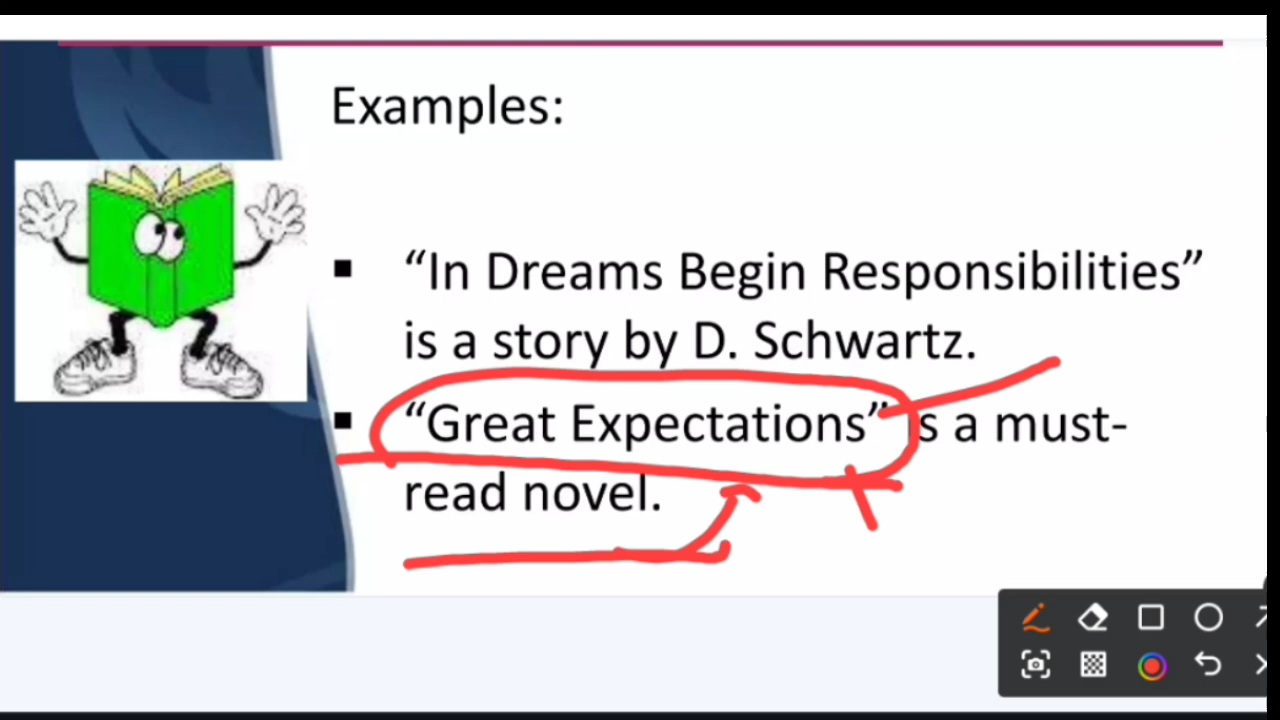 Examples:
▪ “In Dreams Begin Responsibilities”
is a story by D. Schwartz.
▪ “Great Expectations” is a must-
read novel.